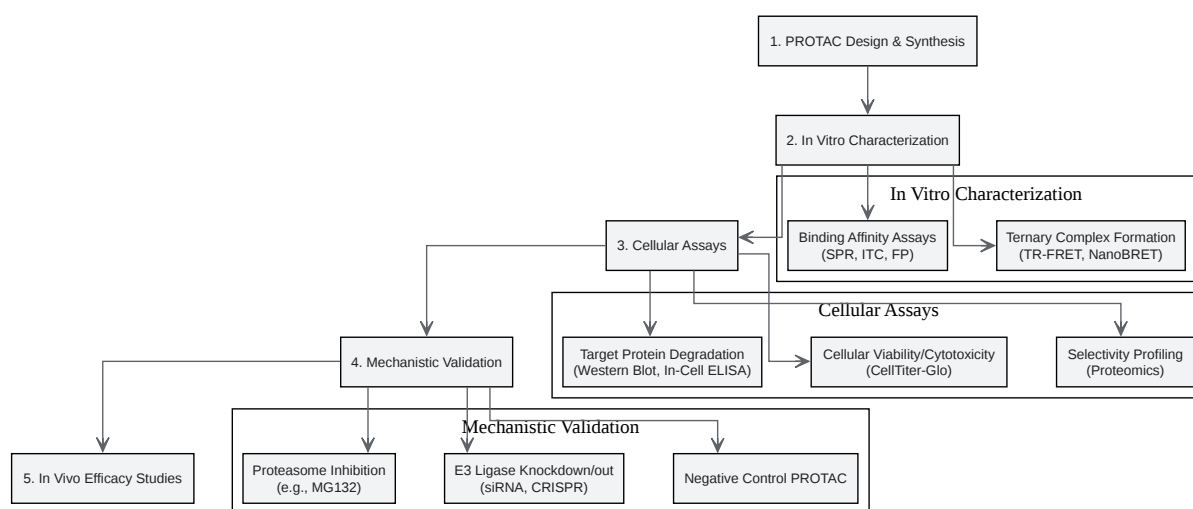 1. PROTAC Design & Synthesis
2. In Vitro Characterization
In Vitro Characterization
3. Cellular Assays
Binding Affinity Assays
(SPR, ITC, FP)
Ternary Complex Formation
(TR-FRET, NanoBRET)
Cellular Assays
4. Mechanistic Validation
Target Protein Degradation
(Western Blot, In-Cell ELISA)
Cellular Viability/Cytotoxicity
(CellTiter-Glo)
Selectivity Profiling
(Proteomics)
Mechanistic Validation
5. In Vivo Efficacy Studies
Proteasome Inhibition
(e.g., MG132)
E3 Ligase Knockdown/out
(siRNA, CRISPR)
Negative Control PROTAC